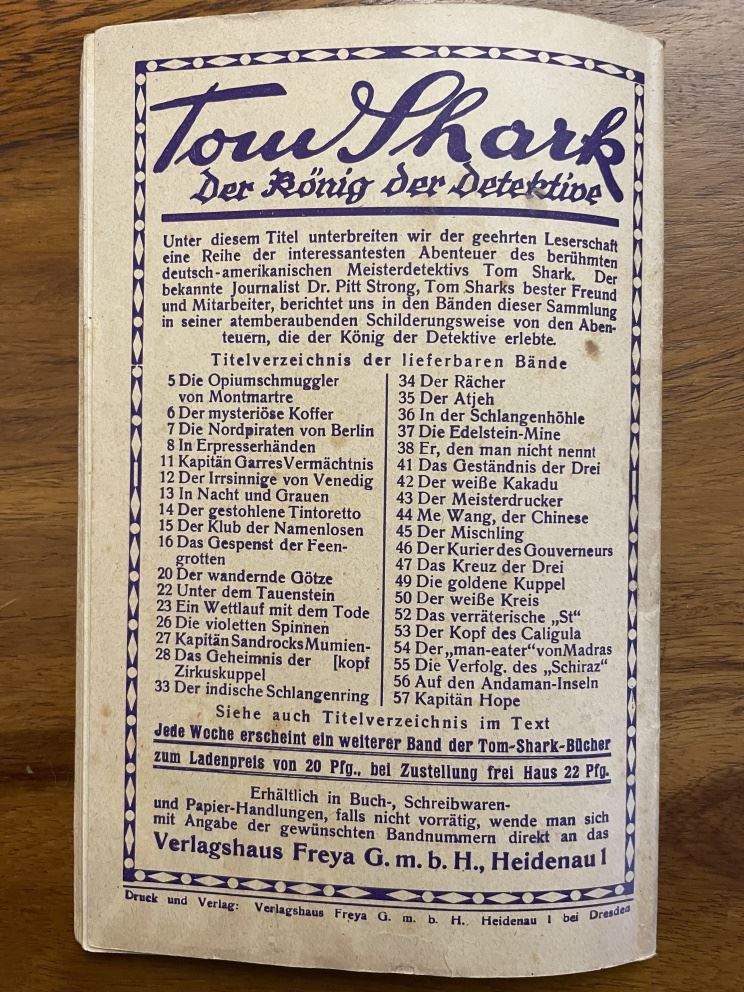 Tom Shark
Der König der Detektive
Unter diesem Titel unterbreiten wir der geehrten Leserschaft
eine Reihe der interessantesten Abenteuer des berühmten
deutsch-amerikanischen Meisterdetektivs Tom Shark. Der
bekannte Journalist Dr. Pitt Strong, Tom Sharks bester Freund
und Mitarbeiter, berichtet uns in den Bänden dieser Sammlung
in seiner atemberaubenden Schilderungsweise von den Aben-
teuern, die der König der Detektive erlebte.
Titelverzeichnis der lieferbaren Bände
5 Die Opiumschmuggler
von Montmartre
6 Der mysteriöse Koffer
7 Die Nordpiraten von Berlin
8 In Erpresserhänden
11 Kapitän Garres Vermächtnis
12 Der Irrsinnige von Venedig
13 In Nacht und Grauen
14 Der gestohlene Tintoretto
15 Der Klub der Namenlosen
16 Das Gespenst der Feen-
grotten
20 Der wandernde Götze
22 Unter dem Tauenstein
23 Ein Wettlauf mit dem Tode
26 Die violetten Spinnen
27 Kapitän Sandrocks Mumien-
28 Das Geheimnis der [kopf
Zirkuskuppel
33 Der indische Schlangenring
34 Der Rächer
35 Der Atjeh
36 In der Schlangenhöhle
37 Die Edelstein-Mine
38 Er, den man nicht nennt
41 Das Geständnis der Drei
42 Der weiße Kakadu
43 Der Meisterdrucker
44 Me Wang, der Chinese
45 Der Mischling
46 Der Kurier des Gouverneurs
47 Das Kreuz der Drei
49 Die goldene Kuppel
50 Der weiße Kreis
52 Das verräterische „St“
53 Der Kopf des Caligula
54 Der „man-eater“ von Madras
55 Die Verfolg. des „Schiraz“
56 Auf den Andaman-Inseln
57 Kapitän Hope
Siehe auch Titelverzeichnis im Text
Jede Woche erscheint ein weiterer Band der Tom-Shark-Bücher
zum Ladenpreis von 20 Pfg., bei Zustellung frei Haus 22 Pfg.
Erhältlich in Buch-, Schreibwaren-
und Papier-Handlungen, falls nicht vorrätig, wende man sich
mit Angabe der gewünschten Bandnummern direkt an das
Verlagshaus Freya G. m. b. H., Heidenau 1
Druck und Verlag: Verlagshaus Freya G. m. b. H. Heidenau 1 bei Dresden